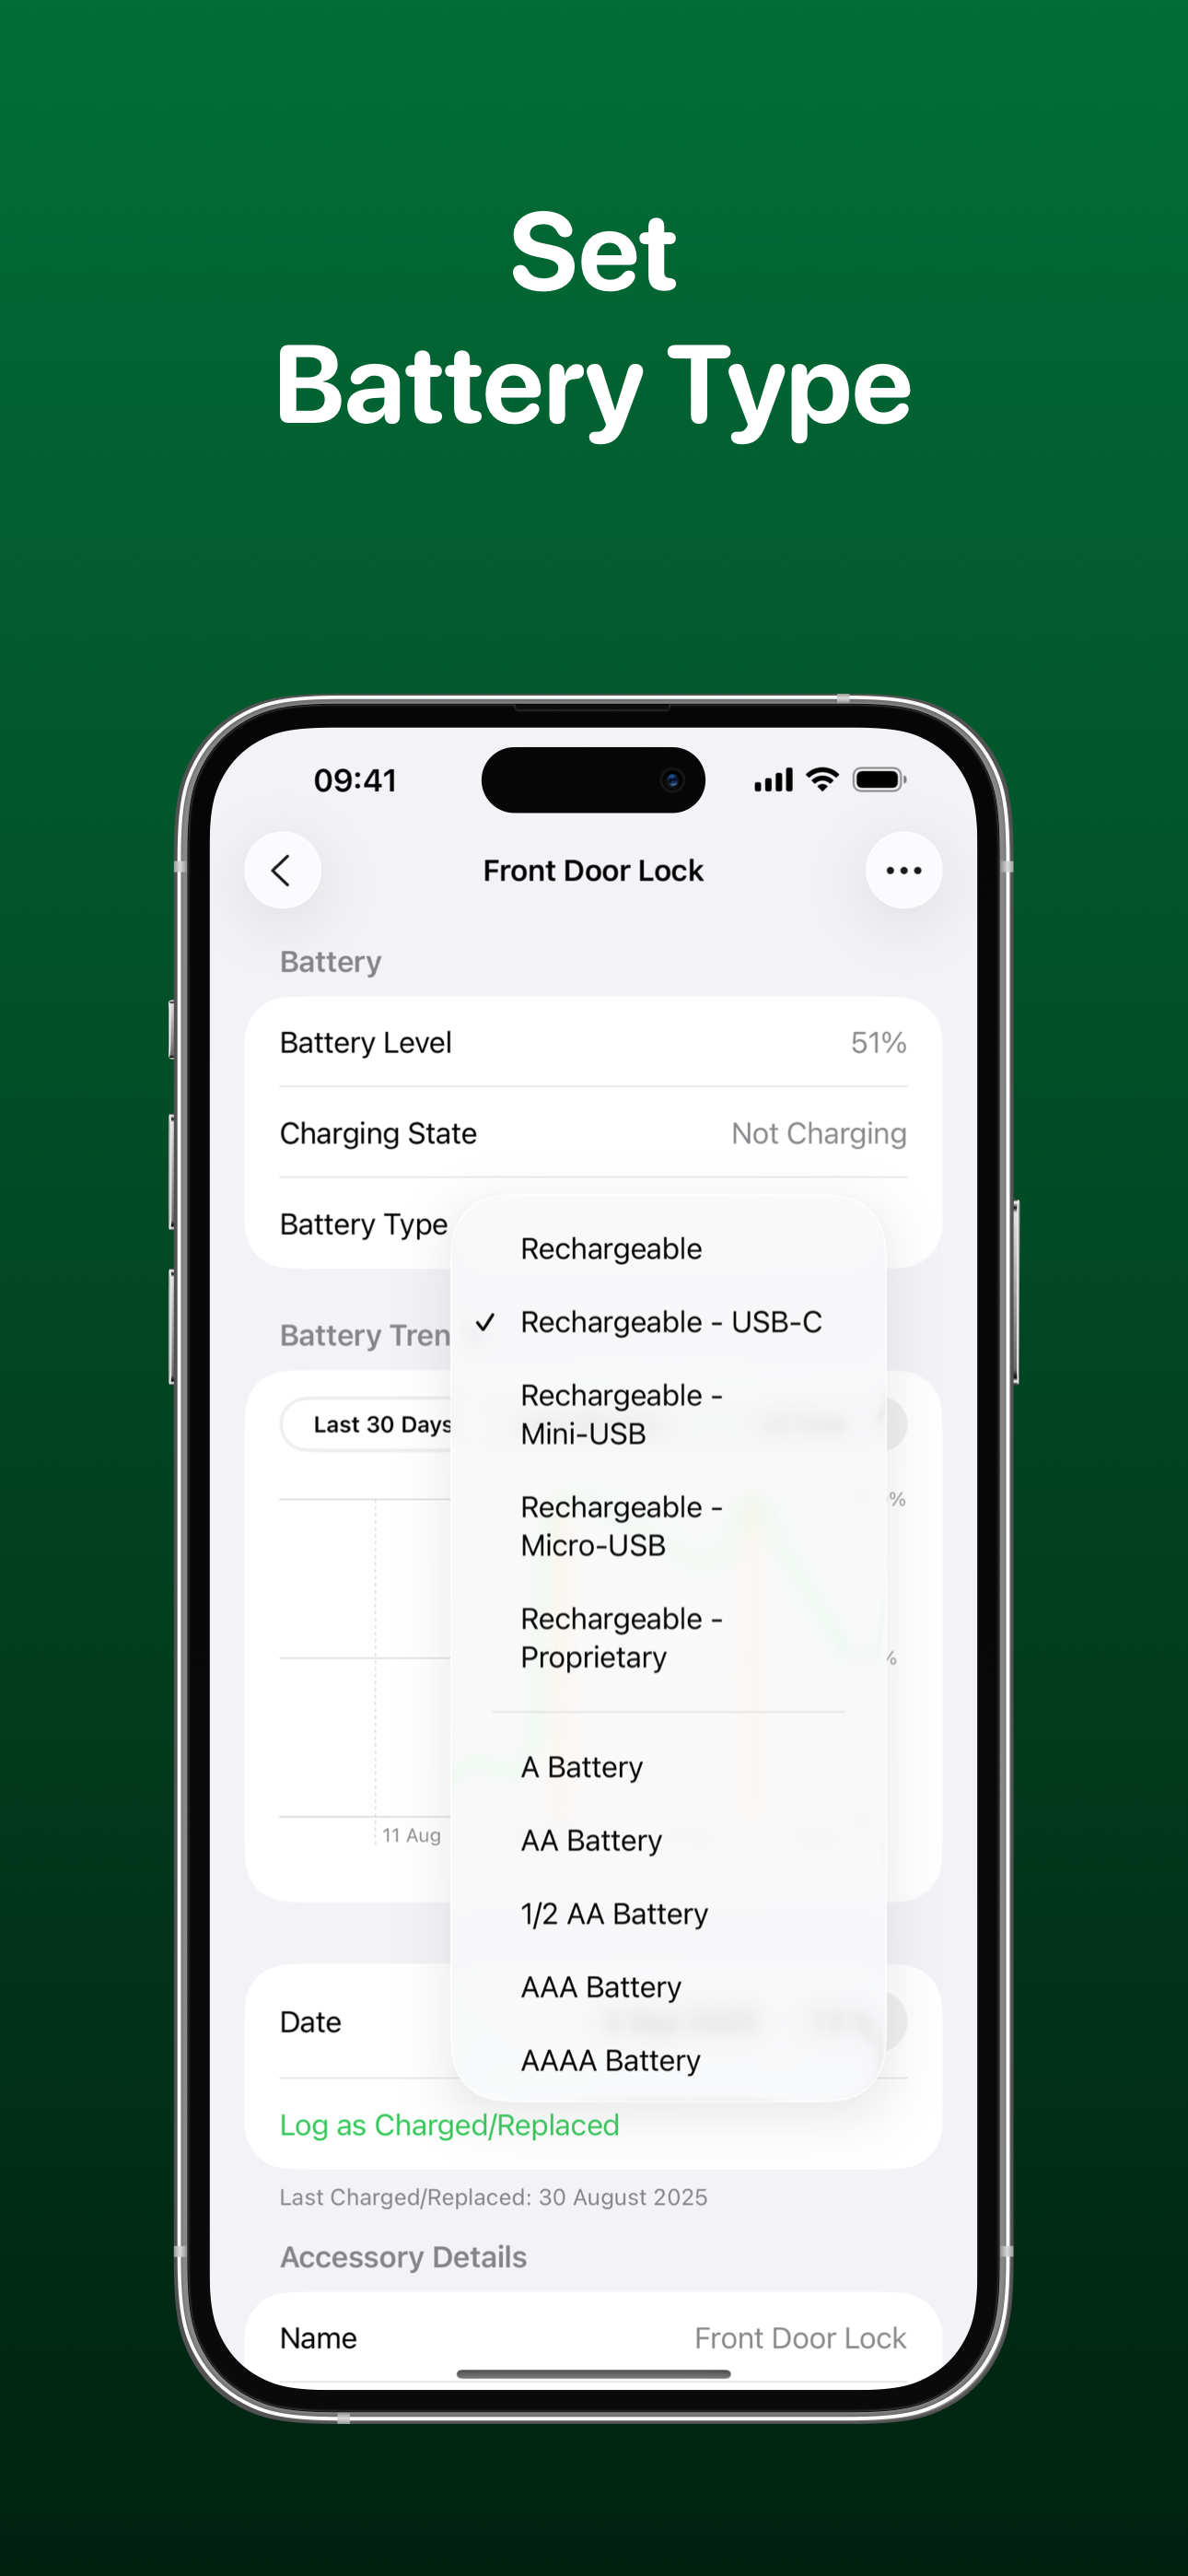 Set
Battery Type
09:41
Front Door Lock
Battery
Battery Level 51%
Charging State Not Charging
Battery Type
Rechargeable
✓ Rechargeable - USB-C
Rechargeable -
Mini-USB
Rechargeable -
Micro-USB
Rechargeable -
Proprietary
A Battery
AA Battery
1/2 AA Battery
AAA Battery
AAAA Battery
Battery Tren
Last 30 Days
%
%
11 Aug
Date
Log as Charged/Replaced
Last Charged/Replaced: 30 August 2025
Accessory Details
Name Front Door Lock